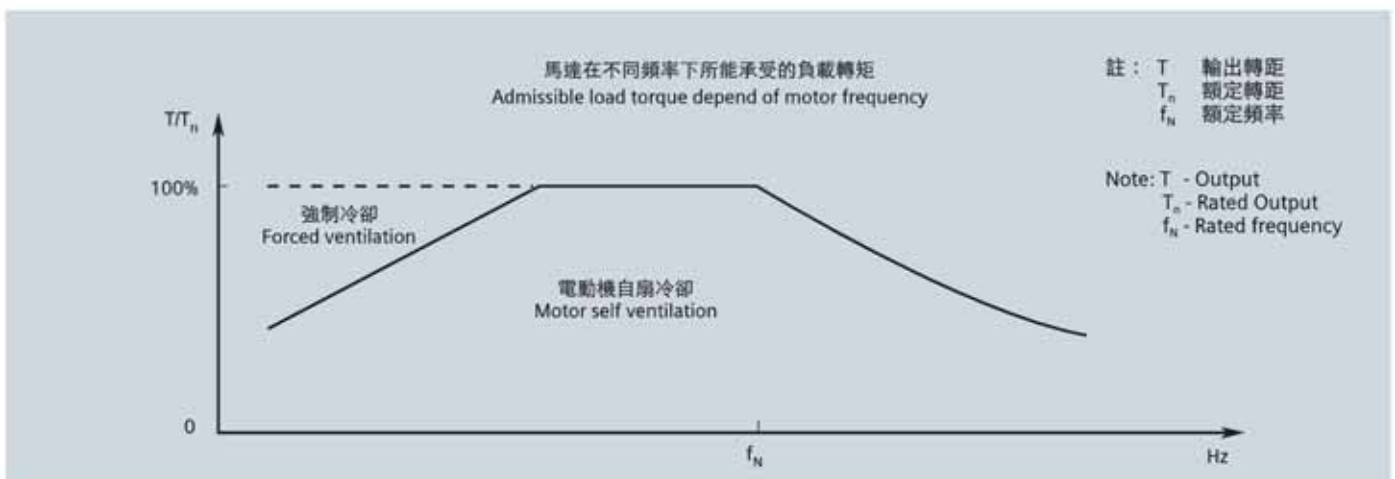 馬達在不同頻率下所能承受的負載轉矩
Admissible load torque depend of motor frequency
註： T 輸出轉距
Tn 額定轉距
fN 額定頻率
T/Tn
100%
強制冷卻
Forced ventilation
Note: T - Output
Tn - Rated Output
fN - Rated frequency
電動機自扇冷卻
Motor self ventilation
0
fN
Hz